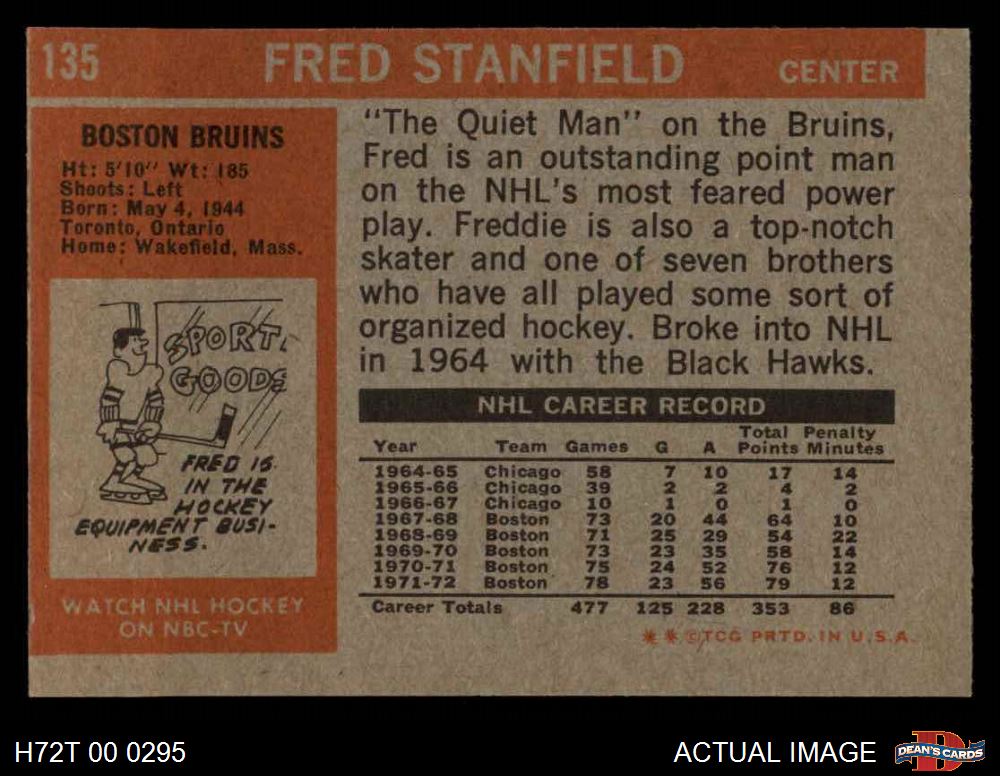 135 FRED STANFIELD CENTER
BOSTON BRUINS
Ht: 5'10" Wt: 185
Shoots: Left
Born: May 4, 1944
Toronto, Ontario
Home: Wakefield, Mass.
SPORT
GOODS
FRED IS
IN THE
HOCKEY
EQUIPMENT BUSI-
NESS.
WATCH NHL HOCKEY
ON NBC-TV
"The Quiet Man" on the Bruins,
Fred is an outstanding point man
on the NHL's most feared power
play. Freddie is also a top-notch
skater and one of seven brothers
who have all played some sort of
organized hockey. Broke into NHL
in 1964 with the Black Hawks.
NHL CAREER RECORD
Total Penalty
Year Team Games G A Points Minutes
1964-65 Chicago 58 7 10 17 14
1965-66 Chicago 39 2 2 4 2
1966-67 Chicago 10 1 0 1 0
1967-68 Boston 73 20 44 64 10
1968-69 Boston 71 25 29 54 22
1969-70 Boston 73 23 35 58 14
1970-71 Boston 75 24 52 76 12
1971-72 Boston 78 23 56 79 12
Career Totals 477 125 228 353 86
* * ©TCG PRTD. IN U.S.A.
H72T 00 0295 ACTUAL IMAGE DEAN'S CARDS